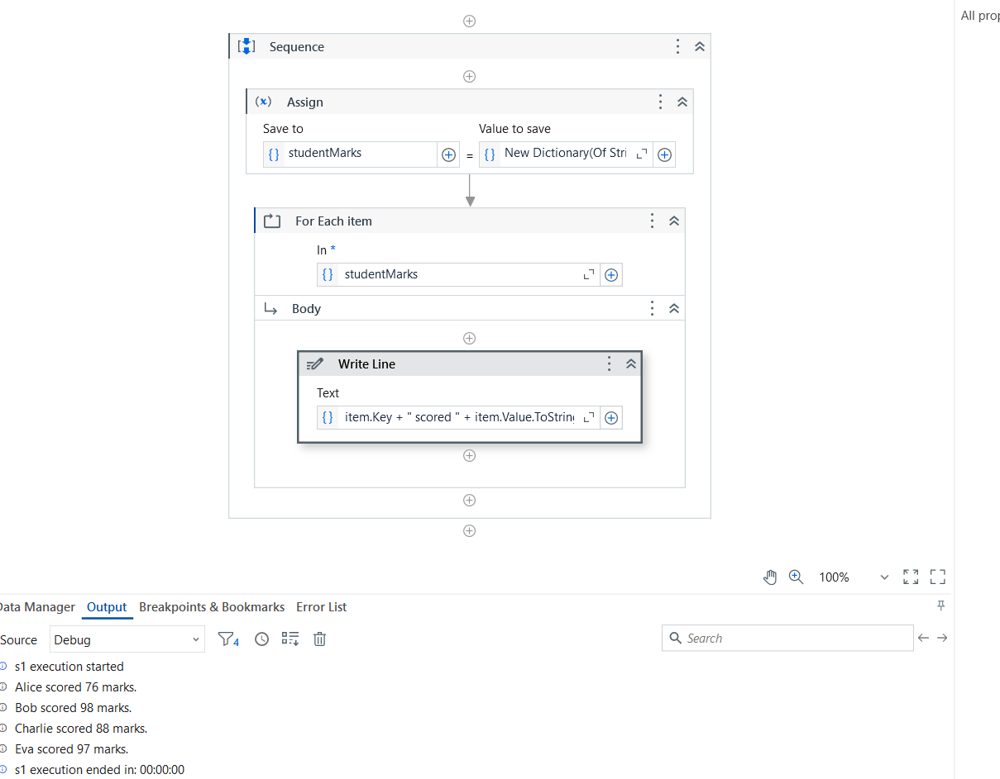 All prop
Sequence
Assign
Save to Value to save
{} studentMarks = {} New Dictionary(Of Stri
For Each item
In *
{} studentMarks
Body
Write Line
Text
{} item.Key + " scored " + item.Value.ToString
100%
Data Manager Output Breakpoints & Bookmarks Error List
Source Debug 4 Search
s1 execution started
Alice scored 76 marks.
Bob scored 98 marks.
Charlie scored 88 marks.
Eva scored 97 marks.
s1 execution ended in: 00:00:00